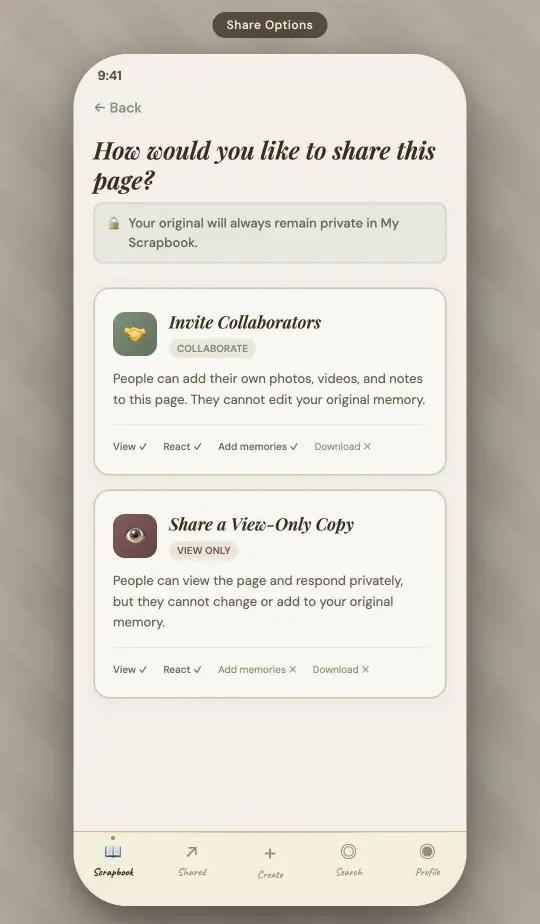 Share Options
9:41
← Back
How would you like to share this
page?
Your original will always remain private in My
Scrapbook.
Invite Collaborators
COLLABORATE
People can add their own photos, videos, and notes
to this page. They cannot edit your original memory.
View ✓ React ✓ Add memories ✓ Download ✕
Share a View-Only Copy
VIEW ONLY
People can view the page and respond privately,
but they cannot change or add to your original
memory.
View ✓ React ✓ Add memories ✕ Download ✕
Scrapbook Shared Create Search Profile